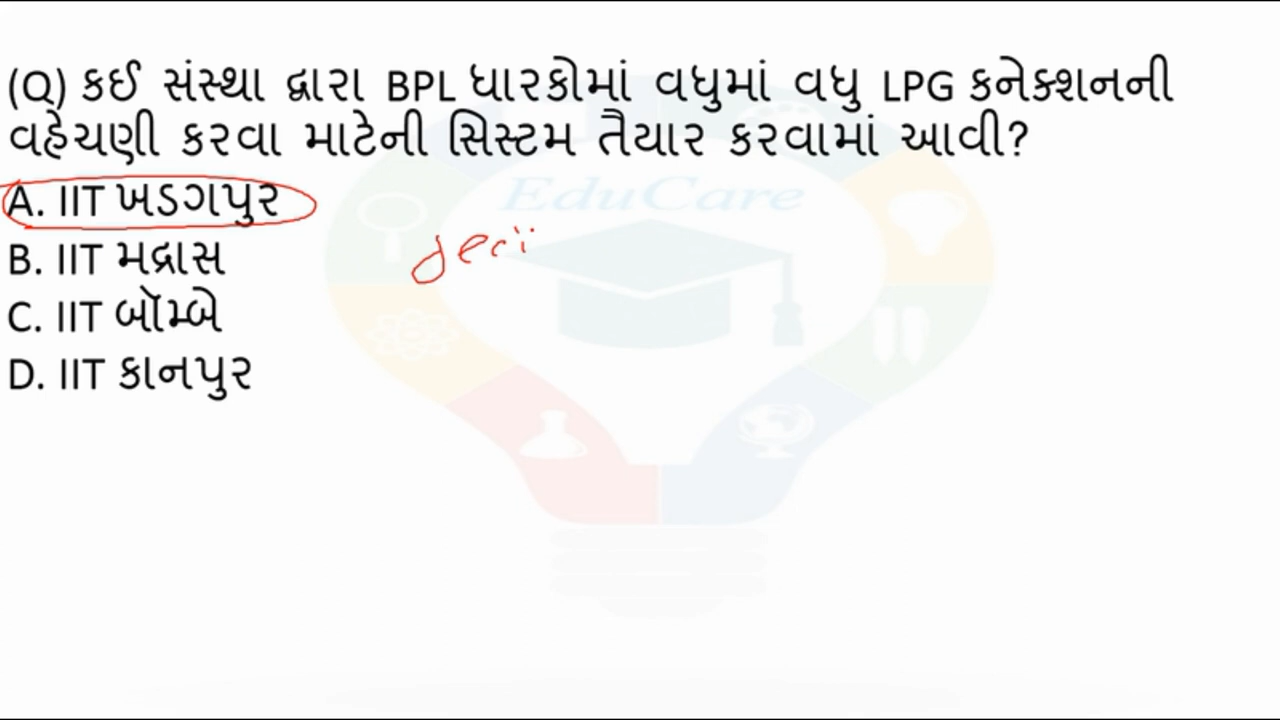 (Q) કઈ સંસ્થા દ્વારા BPL ધારકોમાં વધુમાં વધુ LPG કનેક્શનની
વહેચણી કરવા માટેની સિસ્ટમ તૈયાર કરવામાં આવી?
A. IIT ખડગપુર
EduCare
B. IIT મદ્રાસ
C. IIT બૉમ્બે
D. IIT કાનપુર